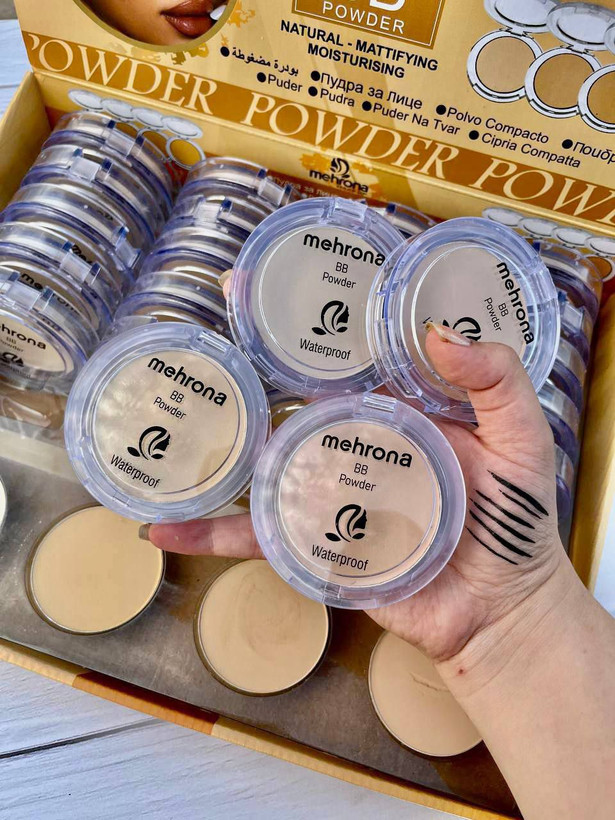 POWDER
NATURAL - MATTIFYING
MOISTURISING
بودرة مضغوطة • •Пудра за Лице •Polvo Compacto
•Puder •Pudra •Puder Na Tvar •Cipria Compatta
POWDER POWDER POWDER
mehrona
mehrona
BB
Powder
Waterproof
mehrona
BB
Powder
mehrona
BB
Powder
Waterproof
mehrona
BB
Powder
Waterproof